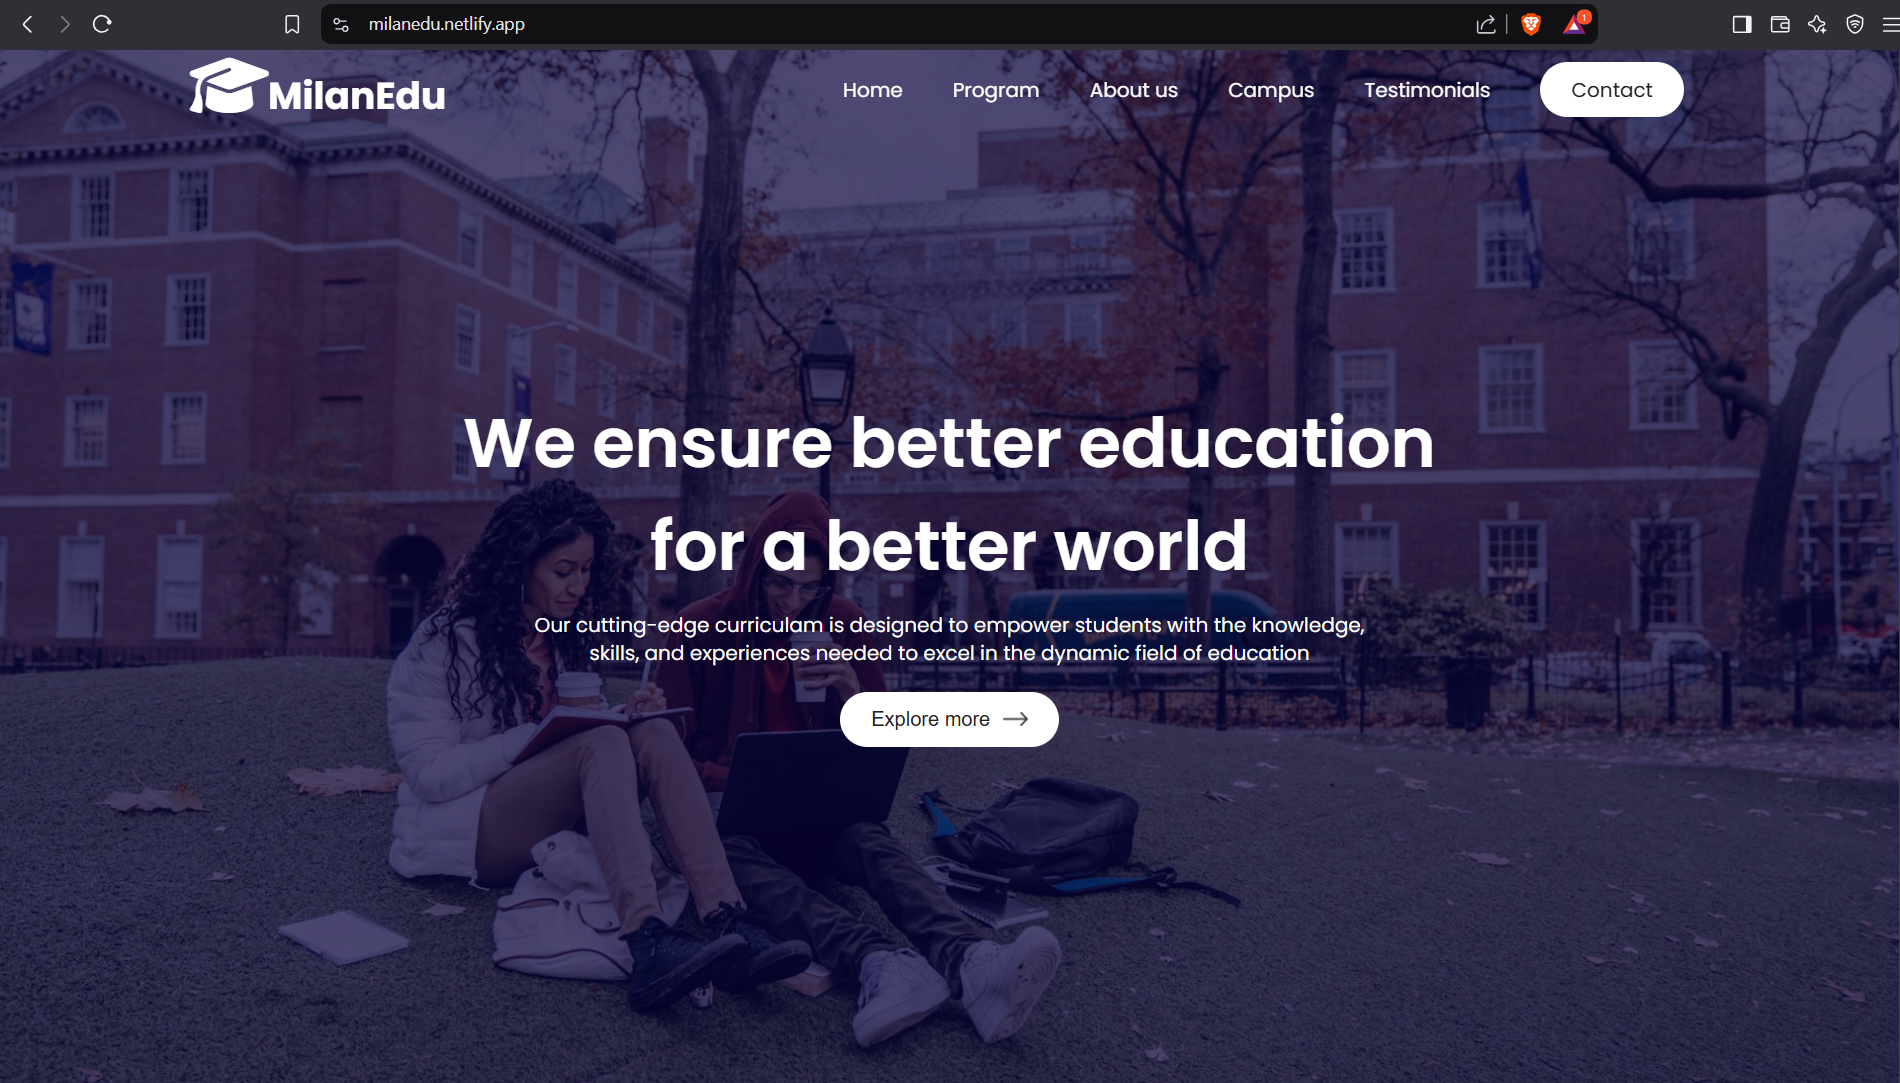 milanedu.netlify.app
1
MilanEdu
Home Program About us Campus Testimonials Contact
We ensure better education
for a better world
Our cutting-edge curriculam is designed to empower students with the knowledge,
skills, and experiences needed to excel in the dynamic field of education
Explore more